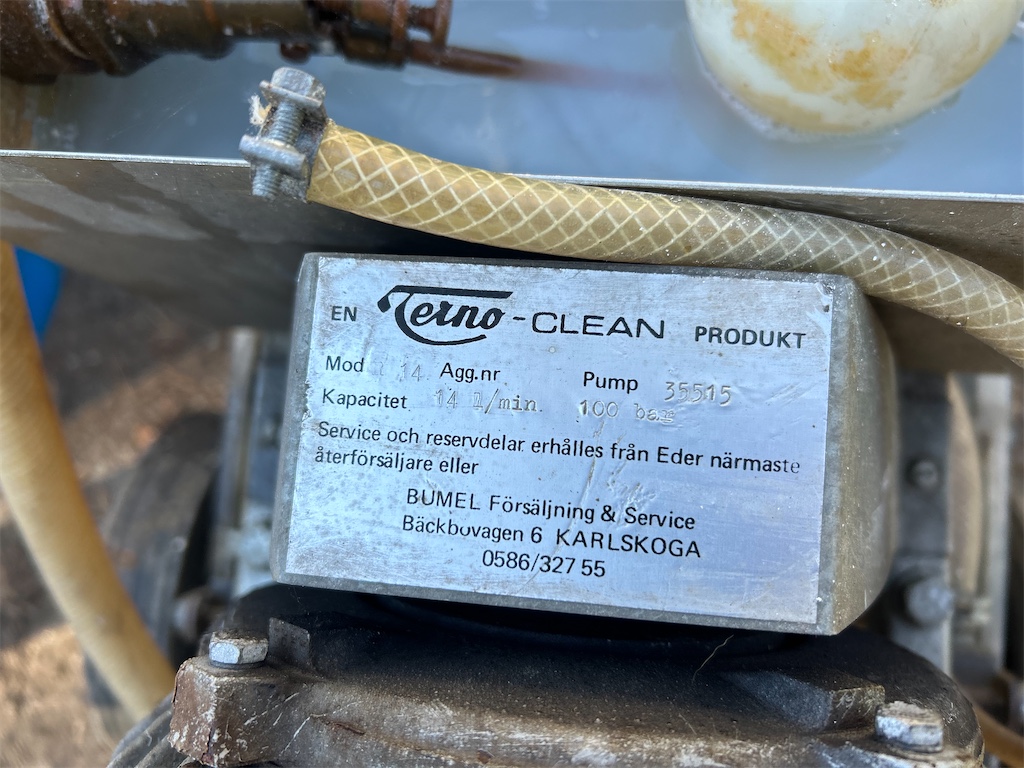 EN Terno-CLEAN PRODUKT
Mod 14 Agg.nr Pump 35515
Kapacitet 14 l/min. 100 bar
Service och reservdelar erhålles från Eder närmaste
återförsäljare eller
BUMEL Försäljning & Service
Bäckbovagen 6 KARLSKOGA
0586/327 55